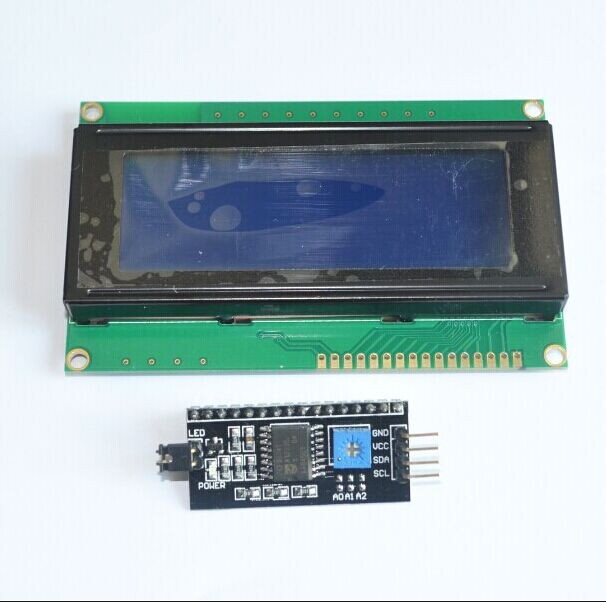 LED
POWER
GND
VCC
SDA
SCL
A0 A1 A2